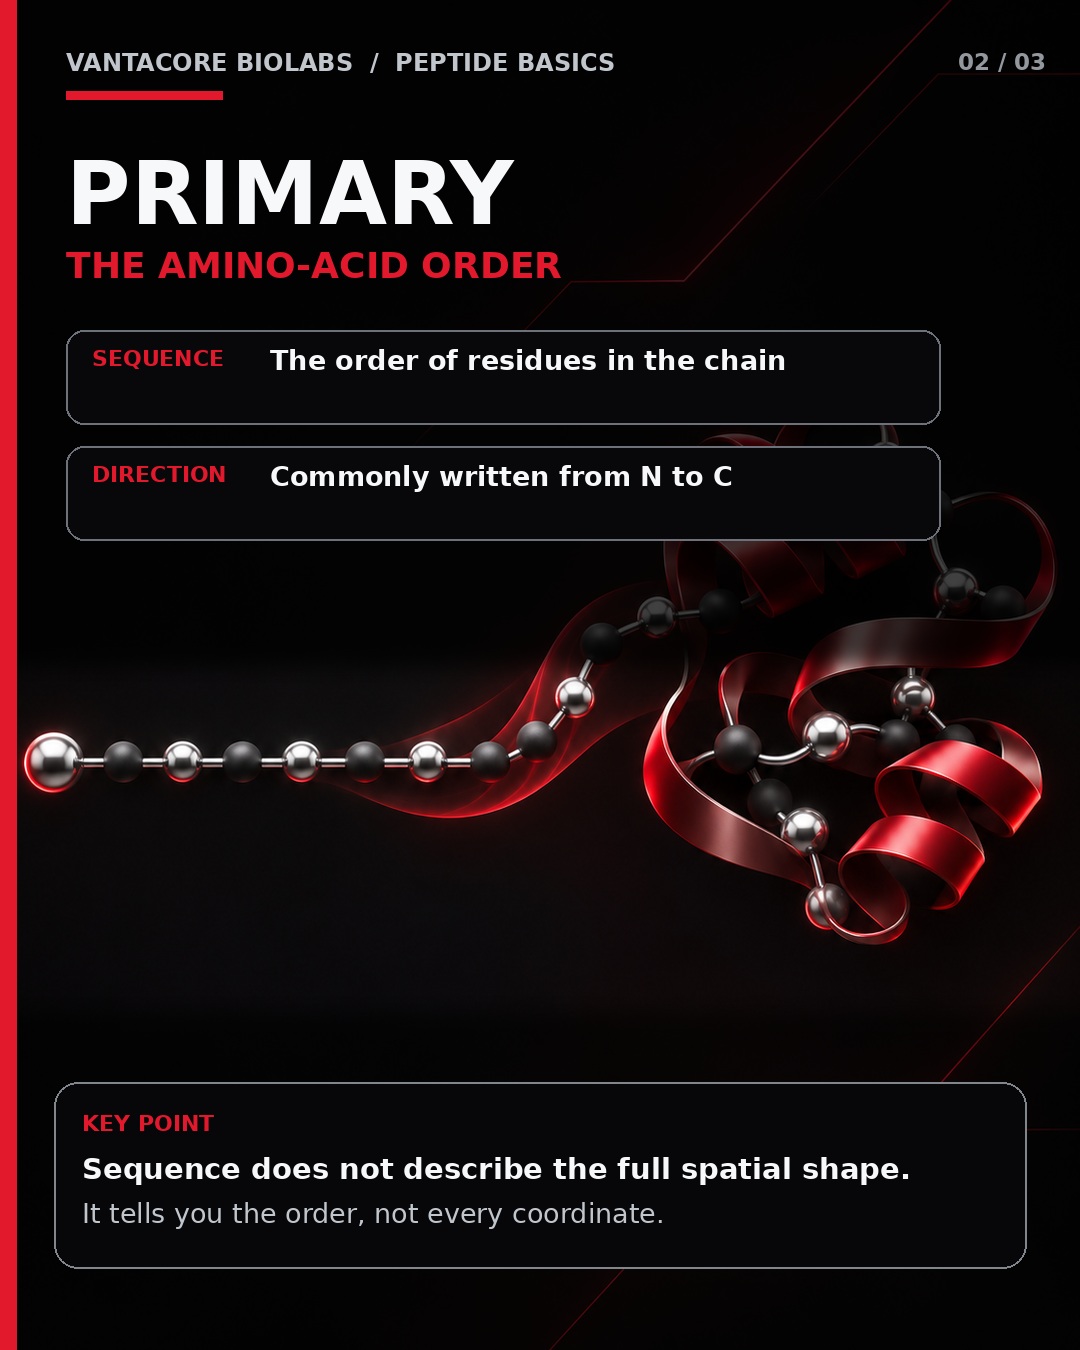 VANTACORE BIOLABS / PEPTIDE BASICS
02 / 03
PRIMARY
THE AMINO-ACID ORDER
SEQUENCE The order of residues in the chain
DIRECTION Commonly written from N to C
KEY POINT
Sequence does not describe the full spatial shape.
It tells you the order, not every coordinate.